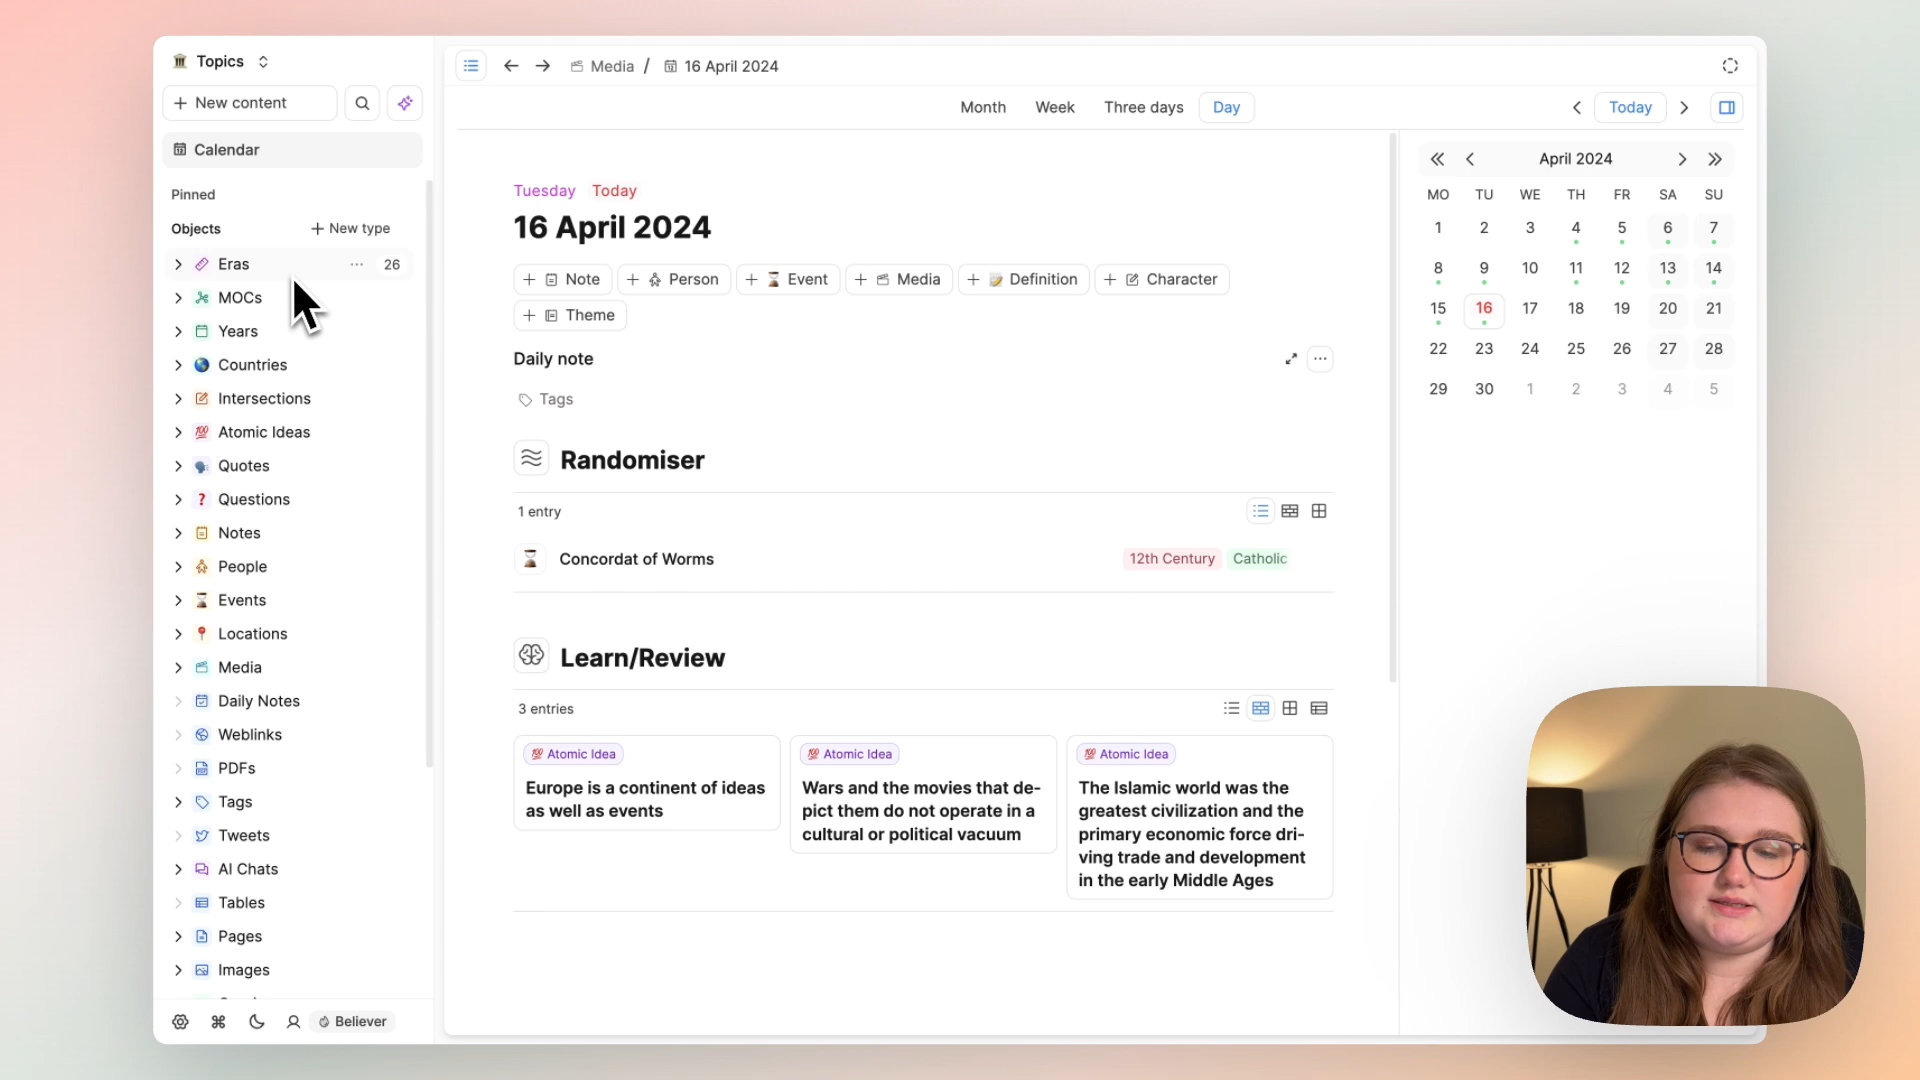 Topics
New content
Calendar
Pinned
Objects
New type
Eras
26
MOCs
Years
Countries
Intersections
Atomic Ideas
Quotes
Questions
Notes
People
Events
Locations
Media
Daily Notes
Weblinks
PDFs
Tags
Tweets
AI Chats
Tables
Pages
Images
Believer
Media / 16 April 2024
Month Week Three days Day
Today
Tuesday Today
16 April 2024
+ Note + Person + Event + Media + Definition + Character
+ Theme
Daily note
Tags
Randomiser
1 entry
Concordat of Worms 12th Century Catholic
Learn/Review
3 entries
💯 Atomic Idea
Europe is a continent of ideas
as well as events
💯 Atomic Idea
Wars and the movies that de-
pict them do not operate in a
cultural or political vacuum
💯 Atomic Idea
The Islamic world was the
greatest civilization and the
primary economic force dri-
ving trade and development
in the early Middle Ages
April 2024
MO TU WE TH FR SA SU
1 2 3 4 5 6 7
8 9 10 11 12 13 14
15 16 17 18 19 20 21
22 23 24 25 26 27 28
29 30 1 2 3 4 5